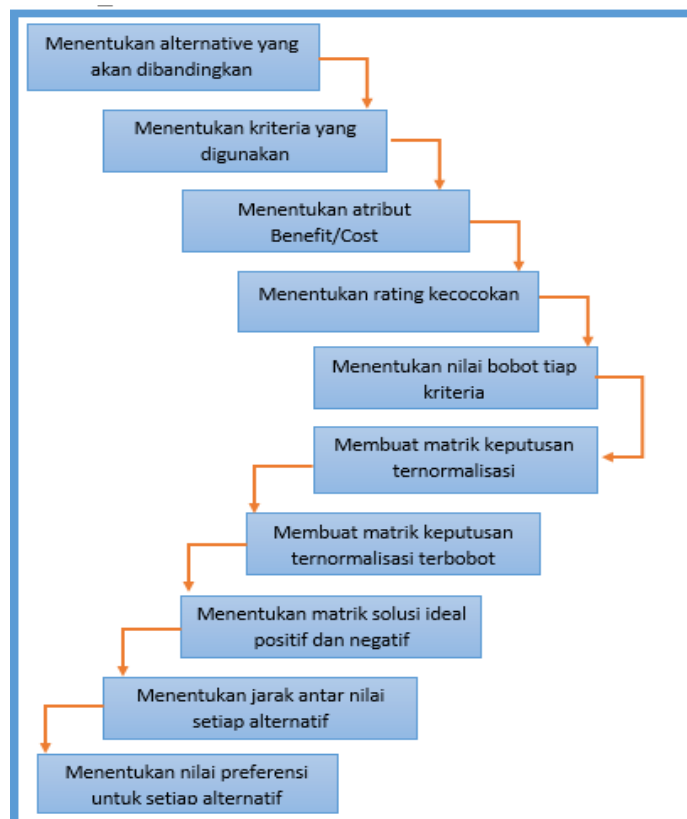 Menentukan alternative yang
akan dibandingkan
Menentukan kriteria yang
digunakan
Menentukan atribut
Benefit/Cost
Menentukan rating kecocokan
Menentukan nilai bobot tiap
kriteria
Membuat matrik keputusan
ternormalisasi
Membuat matrik keputusan
ternormalisasi terbobot
Menentukan matrik solusi ideal
positif dan negatif
Menentukan jarak antar nilai
setiap alternatif
Menentukan nilai preferensi
untuk setiap alternatif